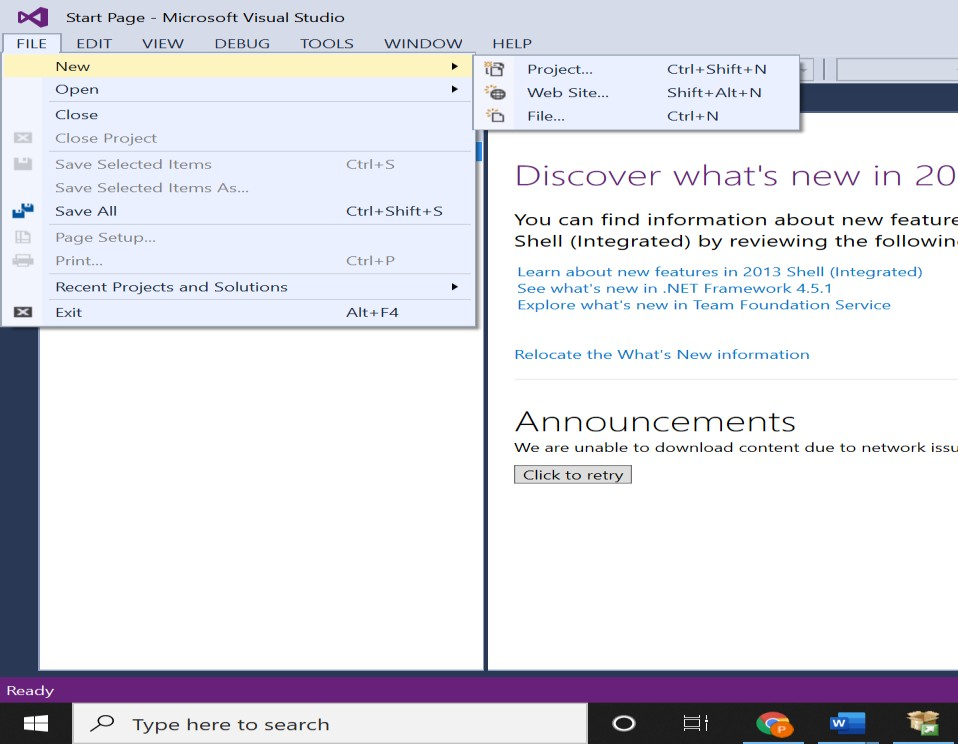 Start Page - Microsoft Visual Studio
FILE EDIT VIEW DEBUG TOOLS WINDOW HELP
New
Open
Close
Close Project
Save Selected Items Ctrl+S
Save Selected Items As...
Save All Ctrl+Shift+S
Page Setup...
Print... Ctrl+P
Recent Projects and Solutions
Exit Alt+F4
Project... Ctrl+Shift+N
Web Site... Shift+Alt+N
File... Ctrl+N
Discover what's new in 20
You can find information about new feature
Shell (Integrated) by reviewing the followin
Learn about new features in 2013 Shell (Integrated)
See what's new in .NET Framework 4.5.1
Explore what's new in Team Foundation Service
Relocate the What's New information
Announcements
We are unable to download content due to network issu
Click to retry
Ready
Type here to search